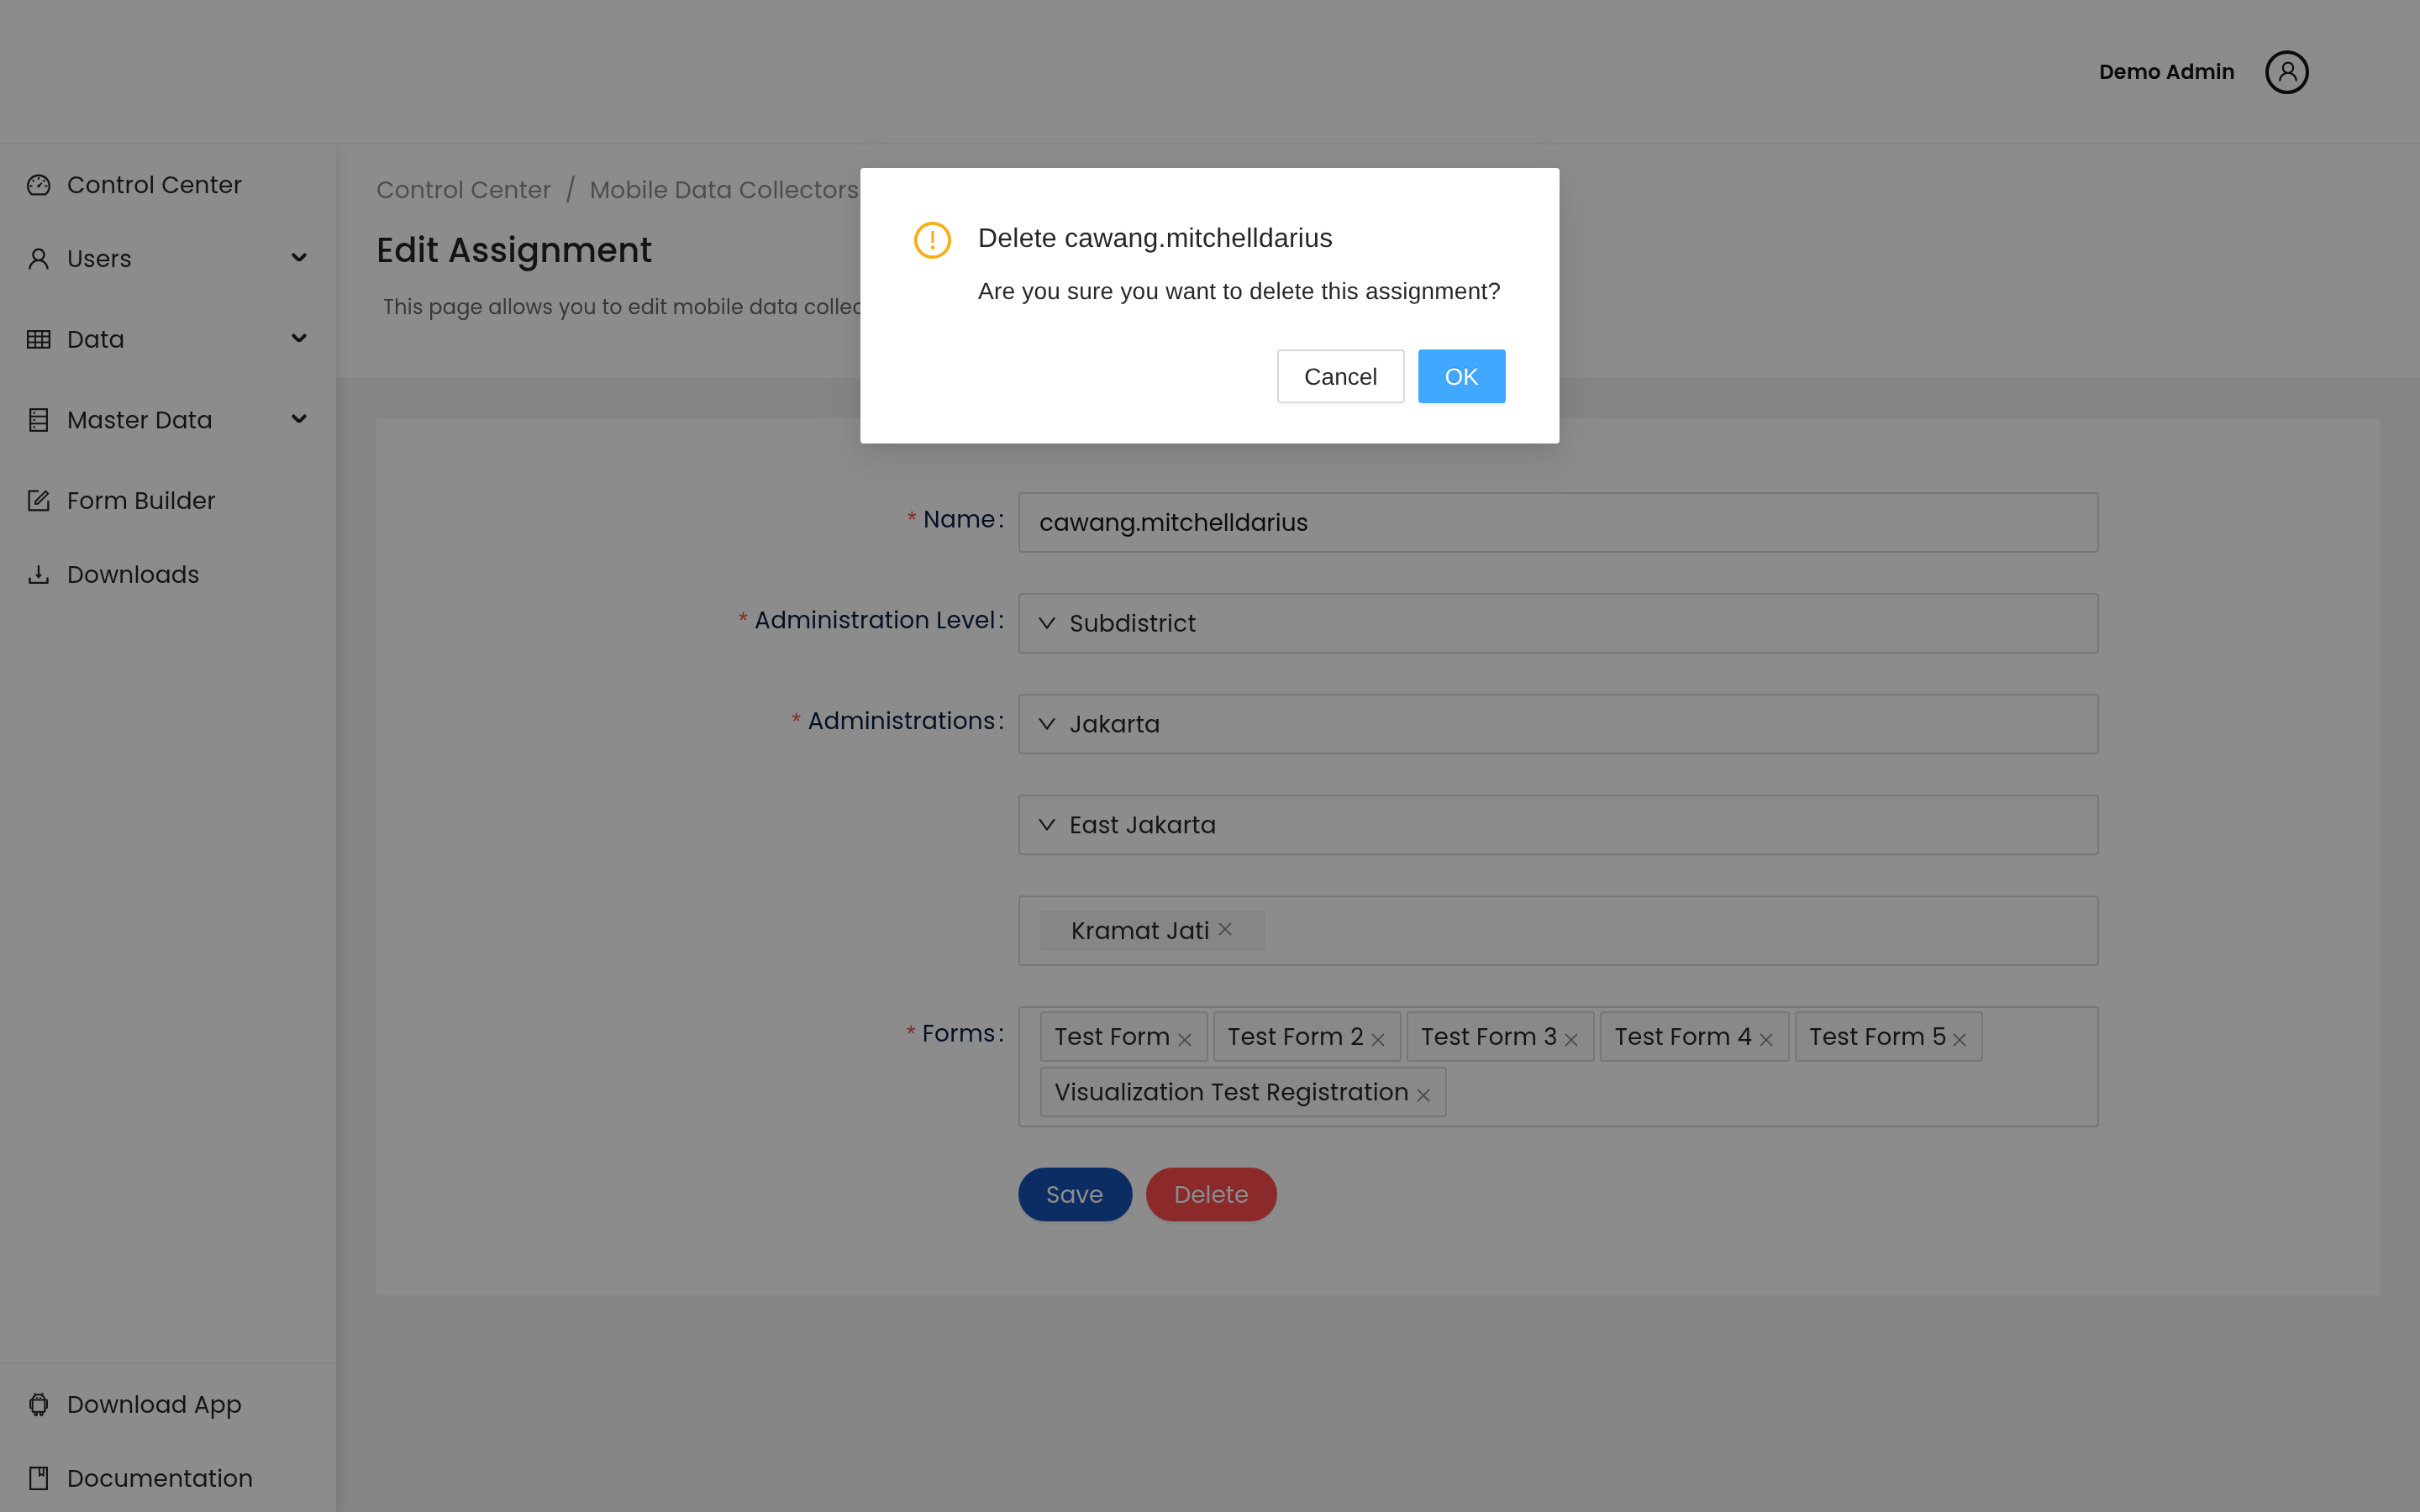 Demo Admin
Control Center
Users
Data
Master Data
Form Builder
Downloads
Download App
Documentation
Control Center / Mobile Data Collectors
Edit Assignment
This page allows you to edit mobile data
Delete cawang.mitchelldarius
Are you sure you want to delete this assignment?
Cancel OK
* Name: cawang.mitchelldarius
* Administration Level: Subdistrict
* Administrations: Jakarta
East Jakarta
Kramat Jati
* Forms: Test Form Test Form 2 Test Form 3 Test Form 4 Test Form 5
Visualization Test Registration
Save Delete